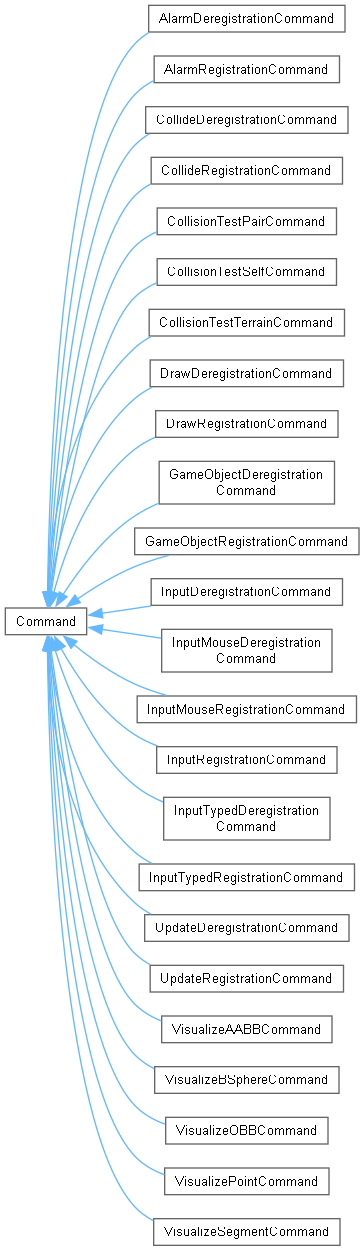 AlarmDeregistrationCommand
AlarmRegistrationCommand
CollideDeregistrationCommand
CollideRegistrationCommand
CollisionTestPairCommand
CollisionTestSelfCommand
CollisionTestTerrainCommand
DrawDeregistrationCommand
DrawRegistrationCommand
GameObjectDeregistration
Command
GameObjectRegistrationCommand
InputDeregistrationCommand
Command
InputMouseDeregistration
Command
InputMouseRegistrationCommand
InputRegistrationCommand
InputTypedDeregistration
Command
InputTypedRegistrationCommand
UpdateDeregistrationCommand
UpdateRegistrationCommand
VisualizeAABBCommand
VisualizeBSphereCommand
VisualizeOBBCommand
VisualizePointCommand
VisualizeSegmentCommand